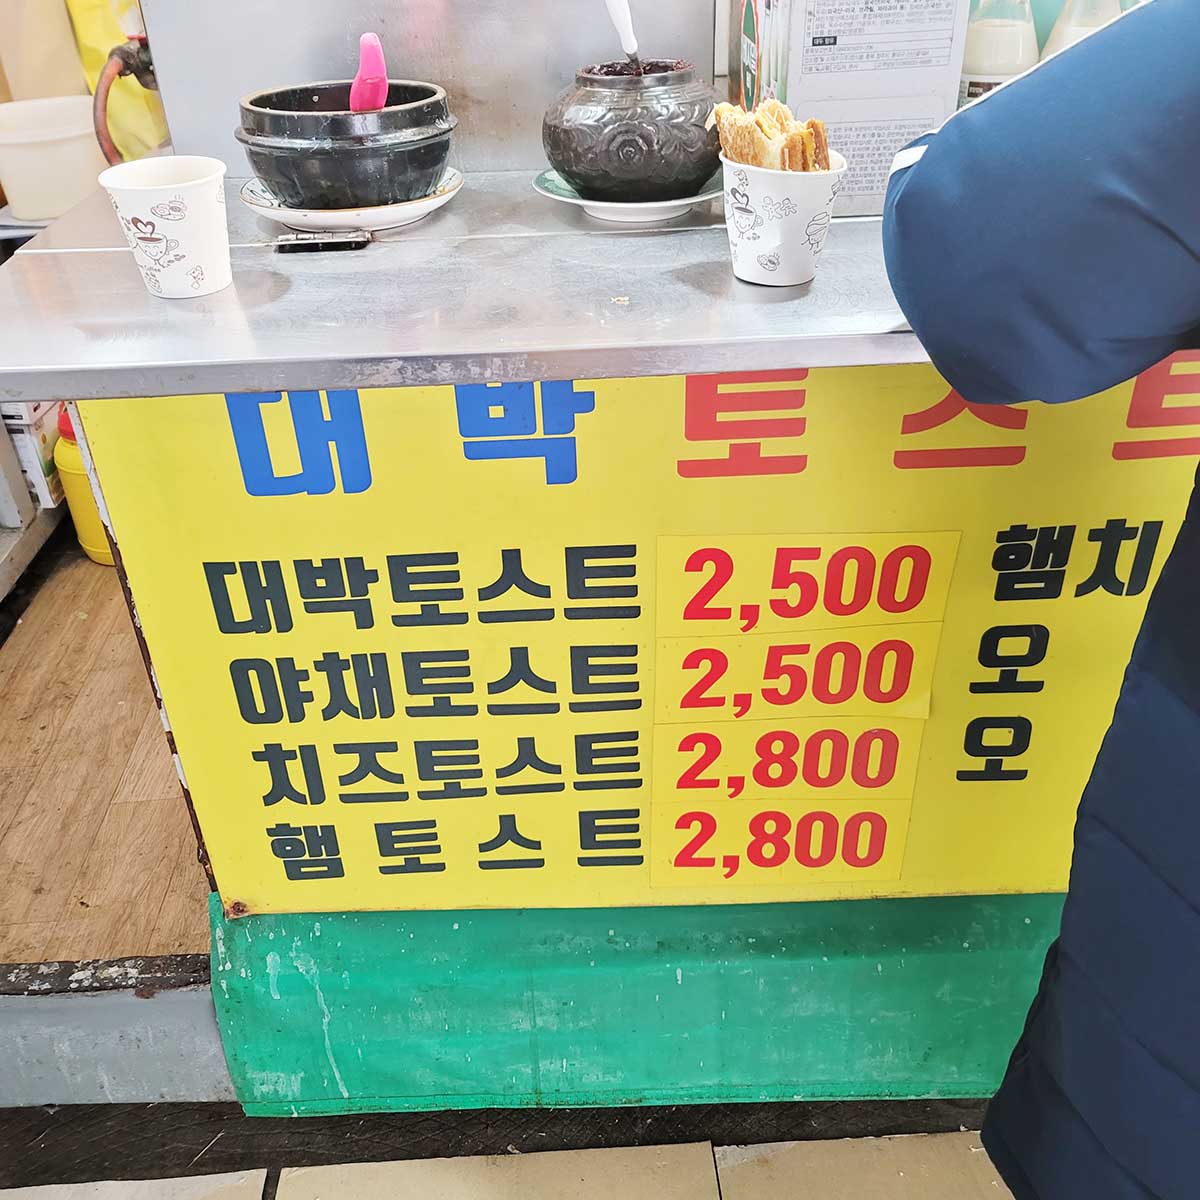 대박토스트
대박토스트 2,500
야채토스트 2,500
치즈토스트 2,800
햄토스트 2,800
햄치
오
오